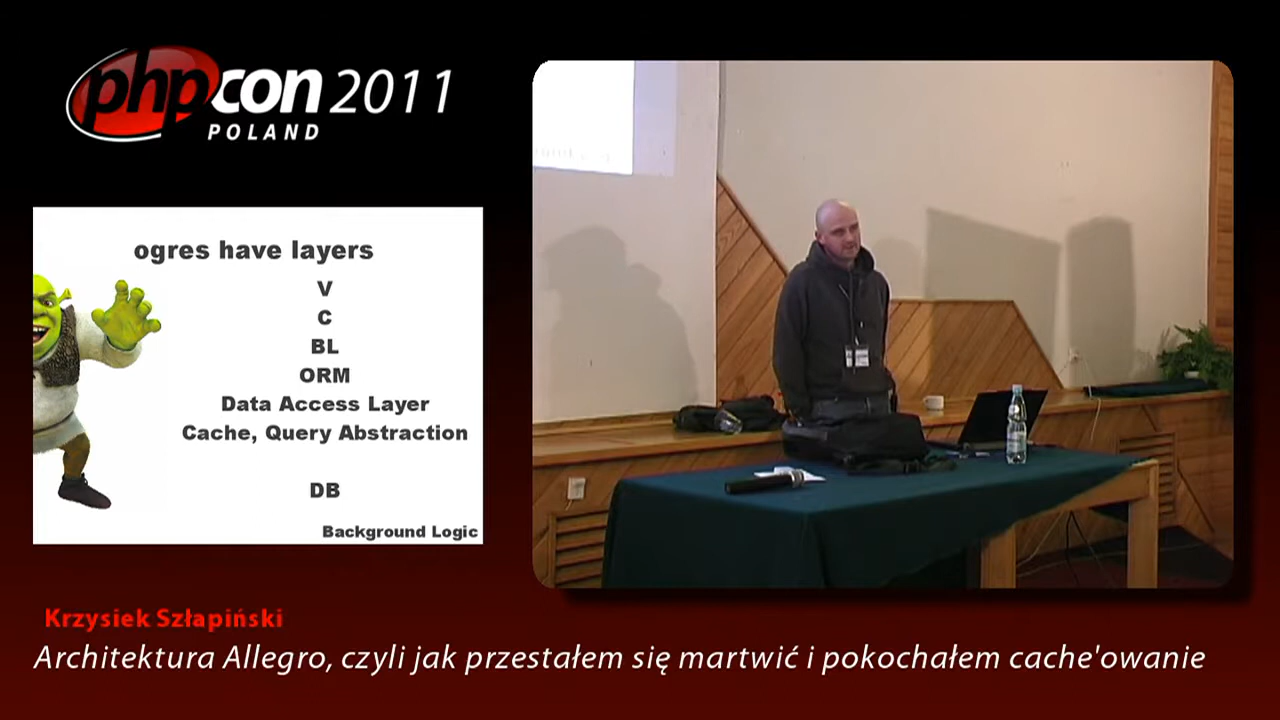 phpcon 2011
POLAND
ogres have layers
V
C
BL
ORM
Data Access Layer
Cache, Query Abstraction
DB
Background Logic
Krzysiek Szłapiński
Architektura Allegro, czyli jak przestałem się martwić i pokochałem cache'owanie